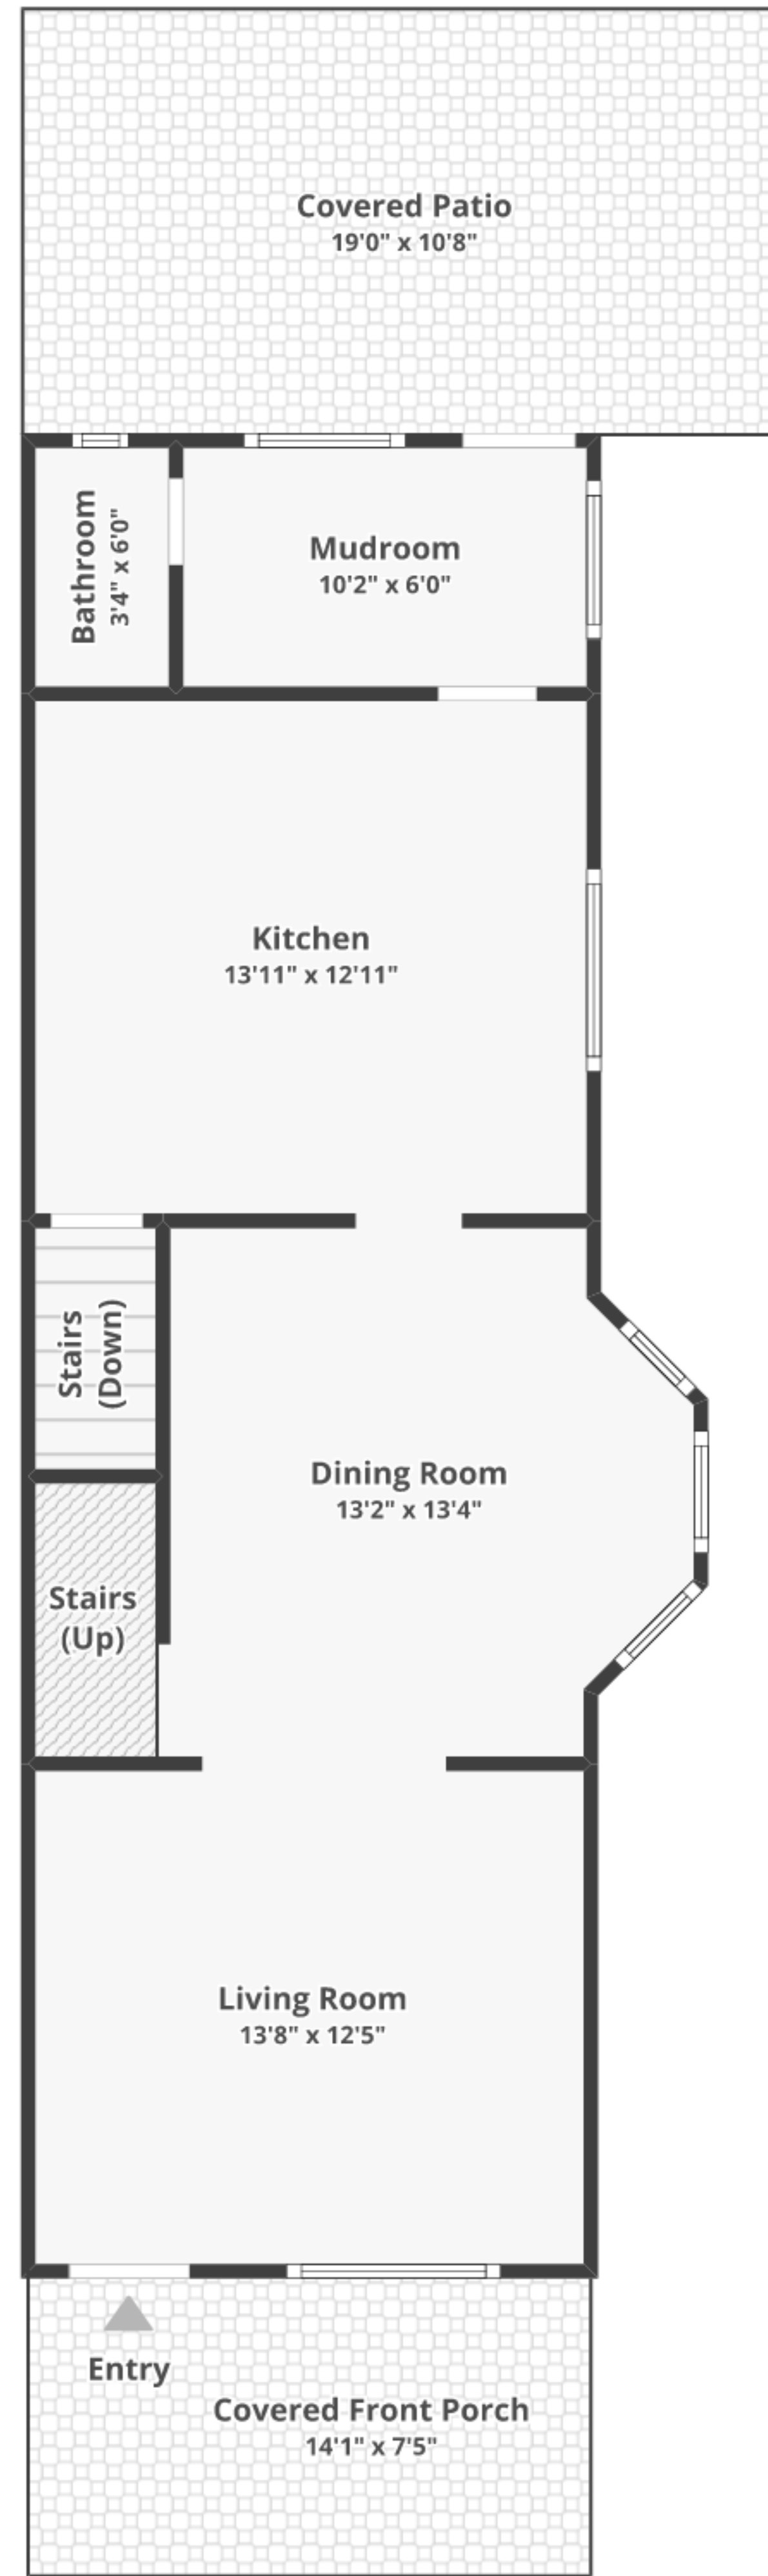 Covered Patio
19'0" x 10'8"
Bathroom
3'4" x 6'0"
Mudroom
10'2" x 6'0"
Kitchen
13'11" x 12'11"
Stairs
(Down)
Dining Room
13'2" x 13'4"
Stairs
(Up)
Living Room
13'8" x 12'5"
Entry
Covered Front Porch
14'1" x 7'5"